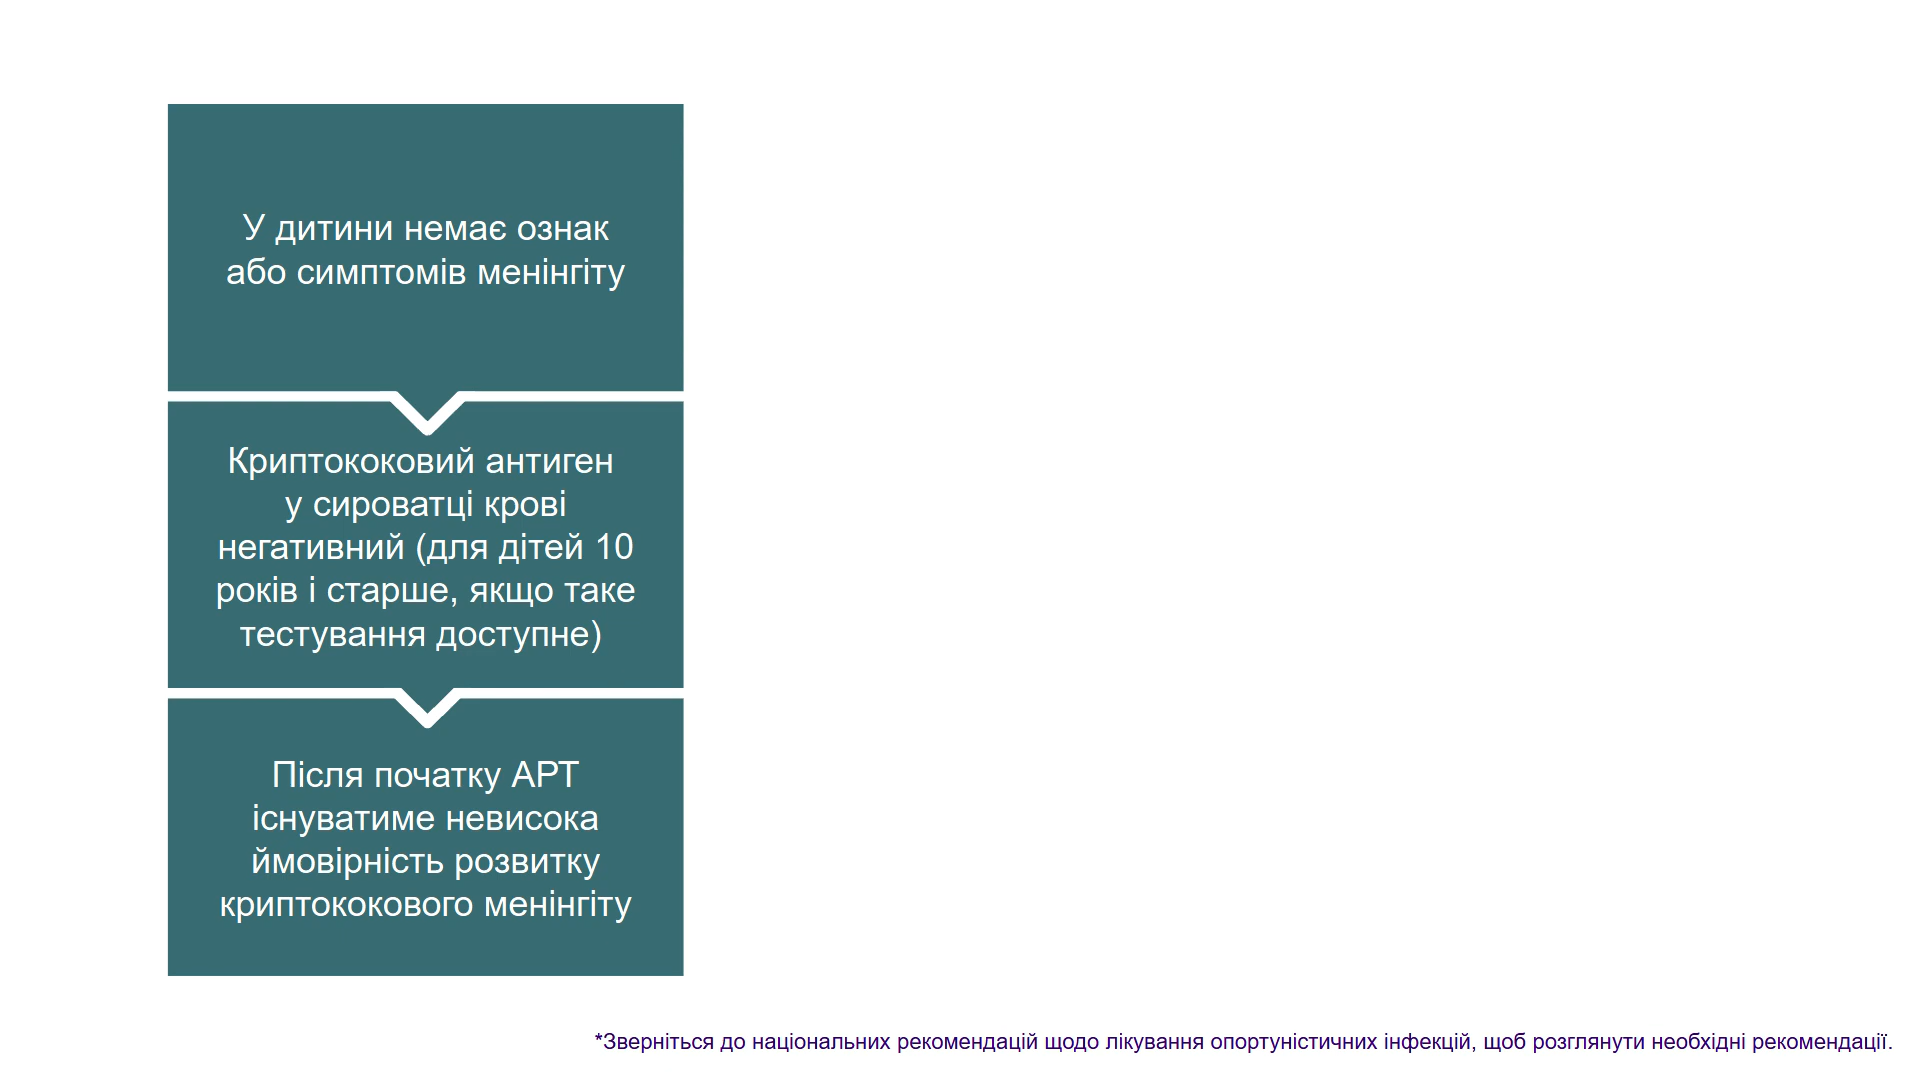 У дитини немає ознак
або симптомів менінгіту
Криптококовий антиген
у сироватці крові
негативний (для дітей 10
років і старше, якщо таке
тестування доступне)
Після початку АРТ
існуватиме невисока
ймовірність розвитку
криптококового менінгіту
*Зверніться до національних рекомендацій щодо лікування опортуністичних інфекцій, щоб розглянути необхідні рекомендації.